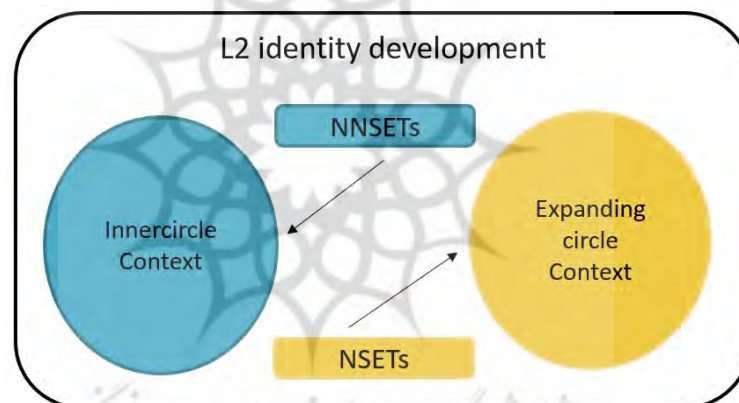 L2 identity development
NNSETs
Innercircle
Context
Expanding
circle
Context
NSETs